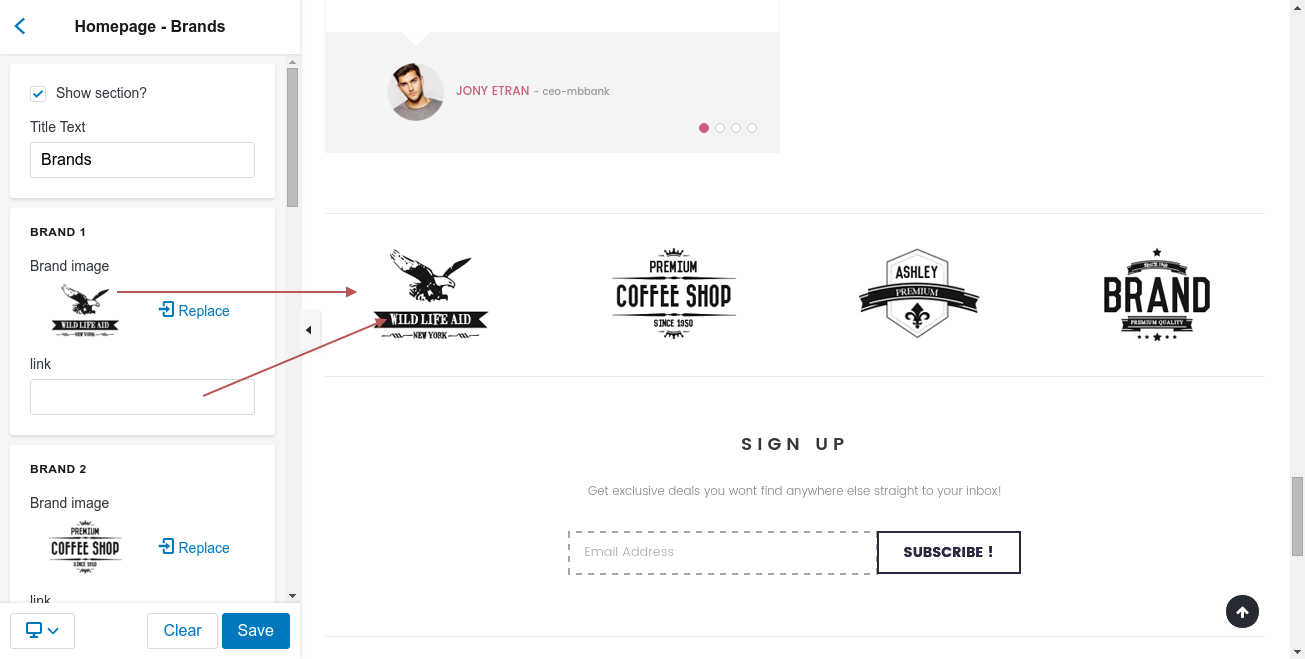 Homepage - Brands
Show section?
Title Text
Brands
BRAND 1
Brand image
WILD LIFE AID
NEW YORK
Replace
link
BRAND 2
Brand image
PREMIUM
COFFEE SHOP
SINCE 1950
Replace
link
Clear
Save
JONY ETRAN - ceo-mbbank
WILD LIFE AID
NEW YORK
PREMIUM
COFFEE SHOP
SINCE 1950
ASHLEY
PREMIUM
BRAND
PREMIUM QUALITY
SIGN UP
Get exclusive deals you wont find anywhere else straight to your inbox!
Email Address
SUBSCRIBE !